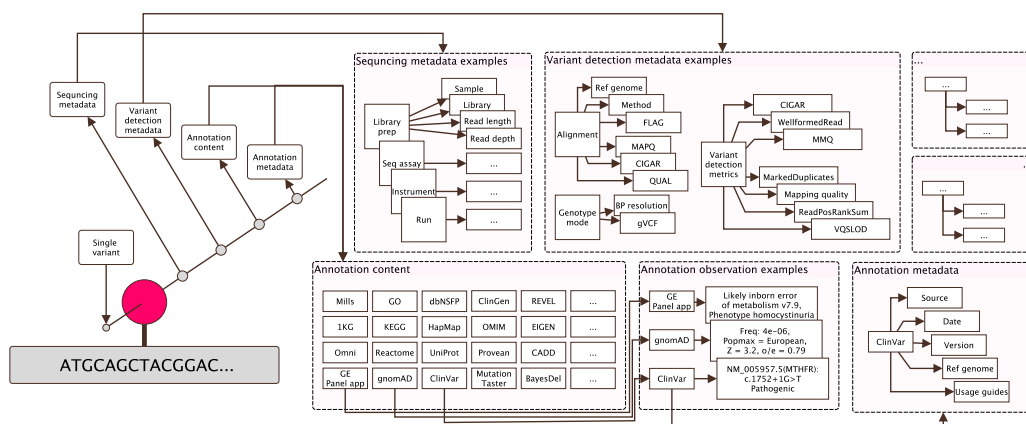 Sequncing
metadata
Variant
detection
metadata
Annotation
content
Annotation
metadata
Single
variant
ATGCAGCTACGGAC...
Sequncing metadata examples
Library
prep
Sample
Library
Read length
Read depth
Seq assay
...
Instrument
...
Run
...
Variant detection metadata examples
Alignment
Ref genome
Method
FLAG
MAPQ
CIGAR
QUAL
Genotype
mode
BP resolution
gVCF
Variant
detection
metrics
CIGAR
WellformedRead
MMQ
MarkedDuplicates
Mapping quality
ReadPosRankSum
VQSLOD
...
...
...
...
...
...
...
...
Annotation content
Mills
GO
dbNSFP
ClinGen
REVEL
...
1KG
KEGG
HapMap
OMIM
EIGEN
...
Omni
Reactome
UniProt
Provean
CADD
...
GE
Panel app
gnomAD
ClinVar
Mutation
Taster
BayesDel
...
Annotation observation examples
GE
Panel app
Likely inborn error
of metabolism v7.9,
Phenotype homocystinuria
gnomAD
Freq: 4e-06,
Popmax = European,
Z = 3.2, o/e = 0.79
ClinVar
NM_005957.5(MTHFR):
c.1752+1G>T
Pathogenic
Annotation metadata
ClinVar
Source
Date
Version
Ref genome
Usage guides